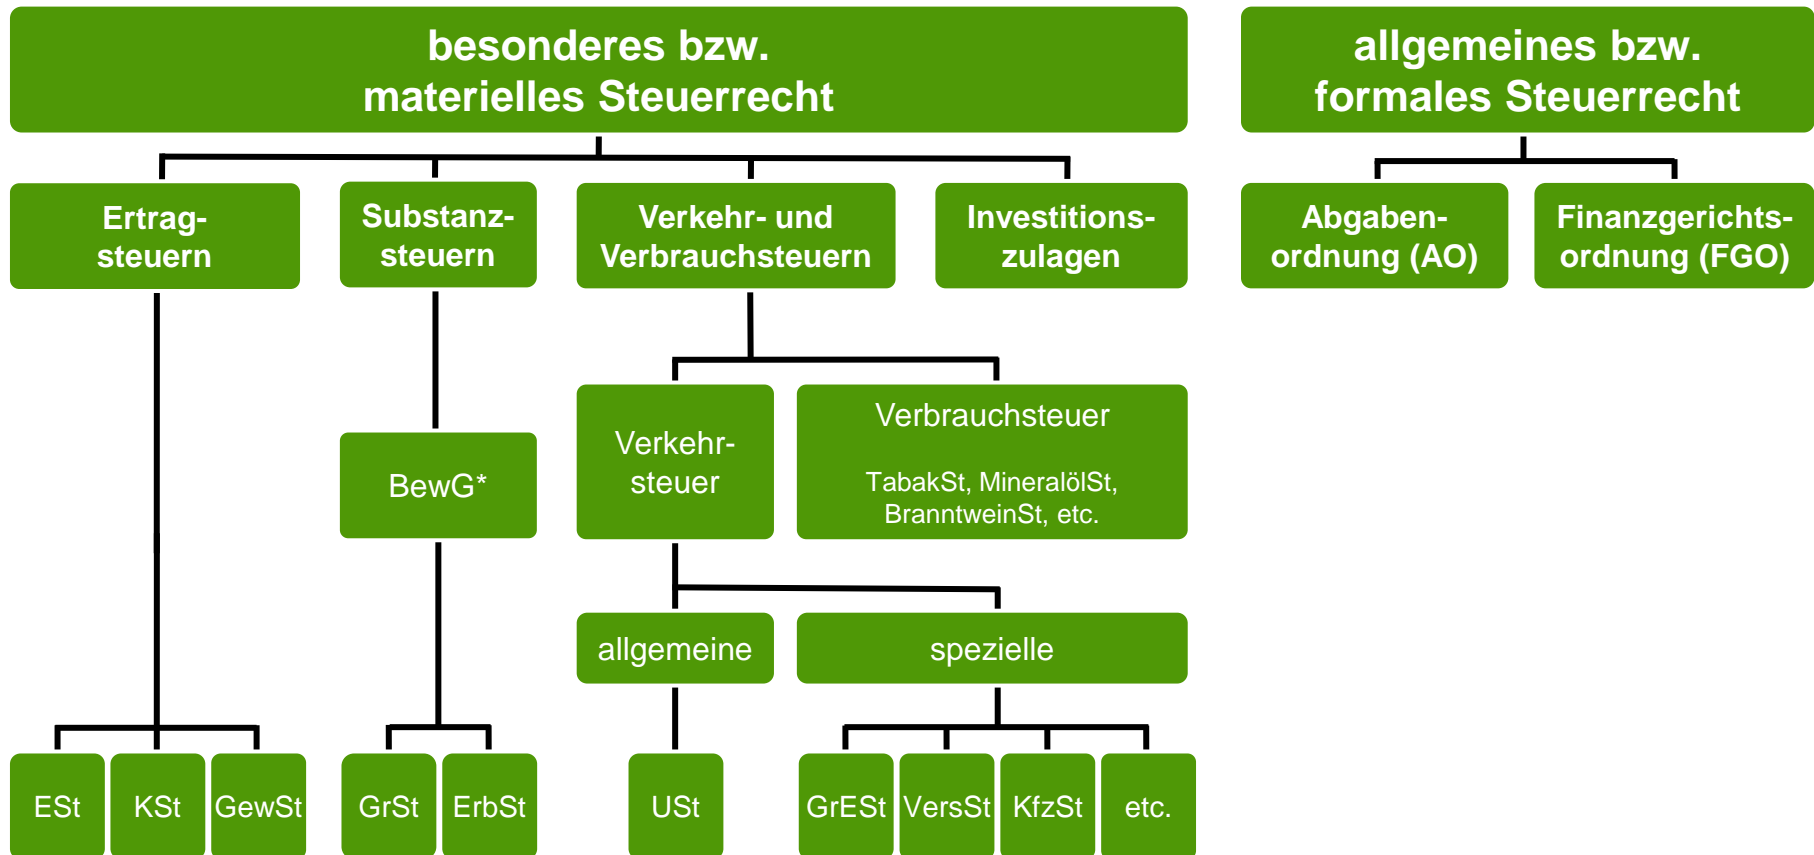 besonderes bzw.
materielles Steuerrecht
allgemeines bzw.
formales Steuerrecht
Ertrag-
steuern
Substanz-
steuern
Verkehr- und
Verbrauchsteuern
Investitions-
zulagen
Abgaben-
ordnung (AO)
Finanzgerichts-
ordnung (FGO)
BewG*
Verkehr-
steuer
Verbrauchsteuer
TabakSt, MineralölSt,
BranntweinSt, etc.
allgemeine
spezielle
ESt
KSt
GewSt
GrSt
ErbSt
USt
GrESt
VersSt
KfzSt
etc.